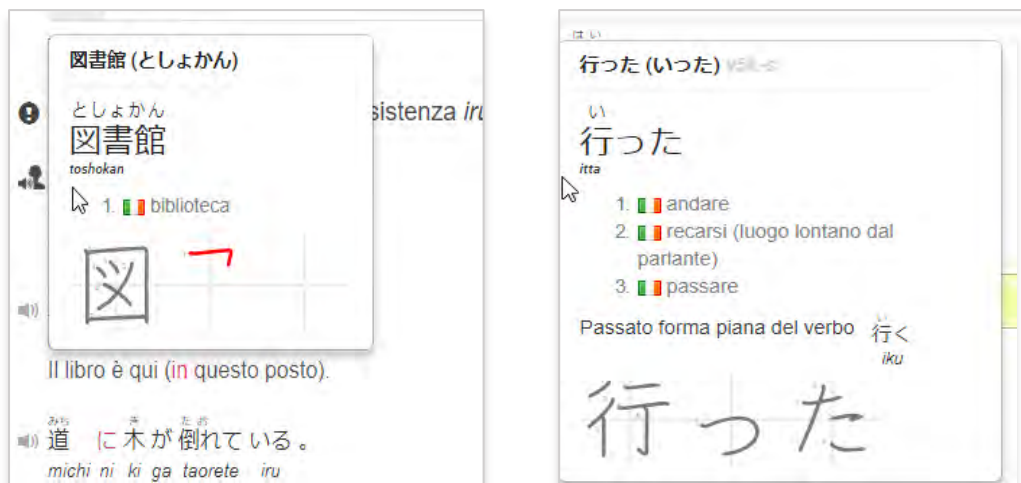 図書館 (としょかん)
としょかん
図書館
toshokan
1. biblioteca
図
sistenza iru
Il libro è qui (in questo posto).
みち き たお
道 に 木 が 倒れて いる 。
michi ni ki ga taorete iru
はい
行った (いった) v5k-s
い
行った
itta
1. andare
2. recarsi (luogo lontano dal
parlante)
3. passare
Passato forma piana del verbo
い
行く
iku
行った